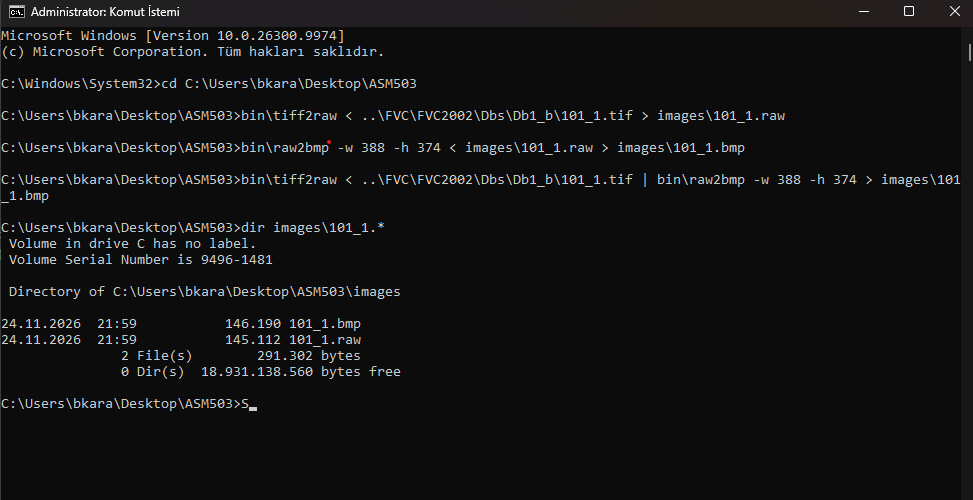 Administrator: Komut İstemi
Microsoft Windows [Version 10.0.26300.9974]
(c) Microsoft Corporation. Tüm hakları saklıdır.
C:\Windows\System32>cd C:\Users\bkara\Desktop\ASM503
C:\Users\bkara\Desktop\ASM503>bin\tiff2raw < ..\FVC\FVC2002\Dbs\Db1_b\101_1.tif > images\101_1.raw
C:\Users\bkara\Desktop\ASM503>bin\raw2bmp -w 388 -h 374 < images\101_1.raw > images\101_1.bmp
C:\Users\bkara\Desktop\ASM503>bin\tiff2raw < ..\FVC\FVC2002\Dbs\Db1_b\101_1.tif | bin\raw2bmp -w 388 -h 374 > images\101
_1.bmp
C:\Users\bkara\Desktop\ASM503>dir images\101_1.*
 Volume in drive C has no label.
 Volume Serial Number is 9496-1481
 Directory of C:\Users\bkara\Desktop\ASM503\images
24.11.2026  21:59           146.190 101_1.bmp
24.11.2026  21:59           145.112 101_1.raw
               2 File(s)        291.302 bytes
               0 Dir(s)  18.931.138.560 bytes free
C:\Users\bkara\Desktop\ASM503>S